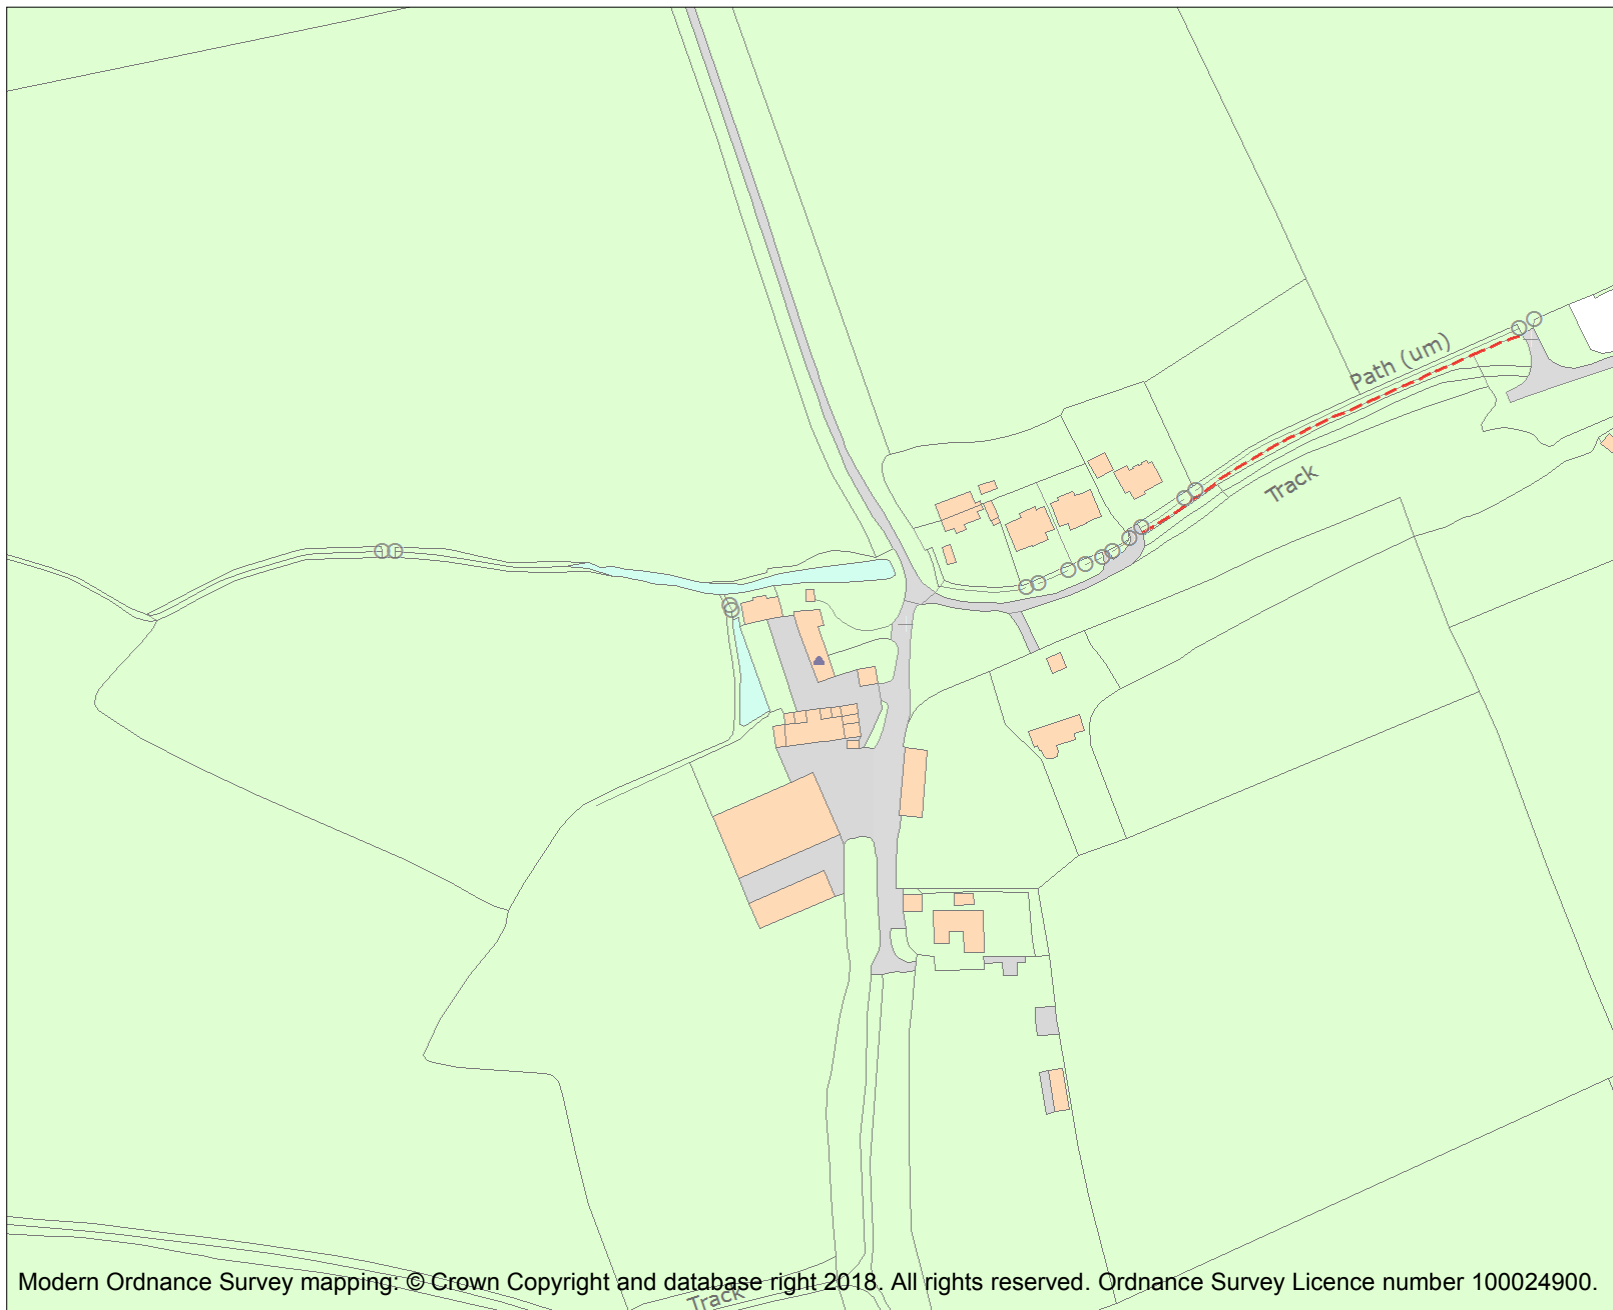 Path (um)
Track
Track
Modern Ordnance Survey mapping: © Crown Copyright and database right 2018. All rights reserved. Ordnance Survey Licence number 100024900.